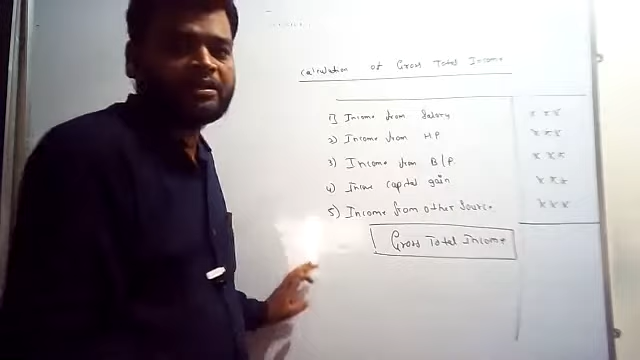 Calculation of Gross Total Income
1) Income from Salary xxx
2) Income from HP xxx
3) Income from B/P. xxx
4) Income capital gain xxx
5) Income from other Source xxx
Gross Total Income